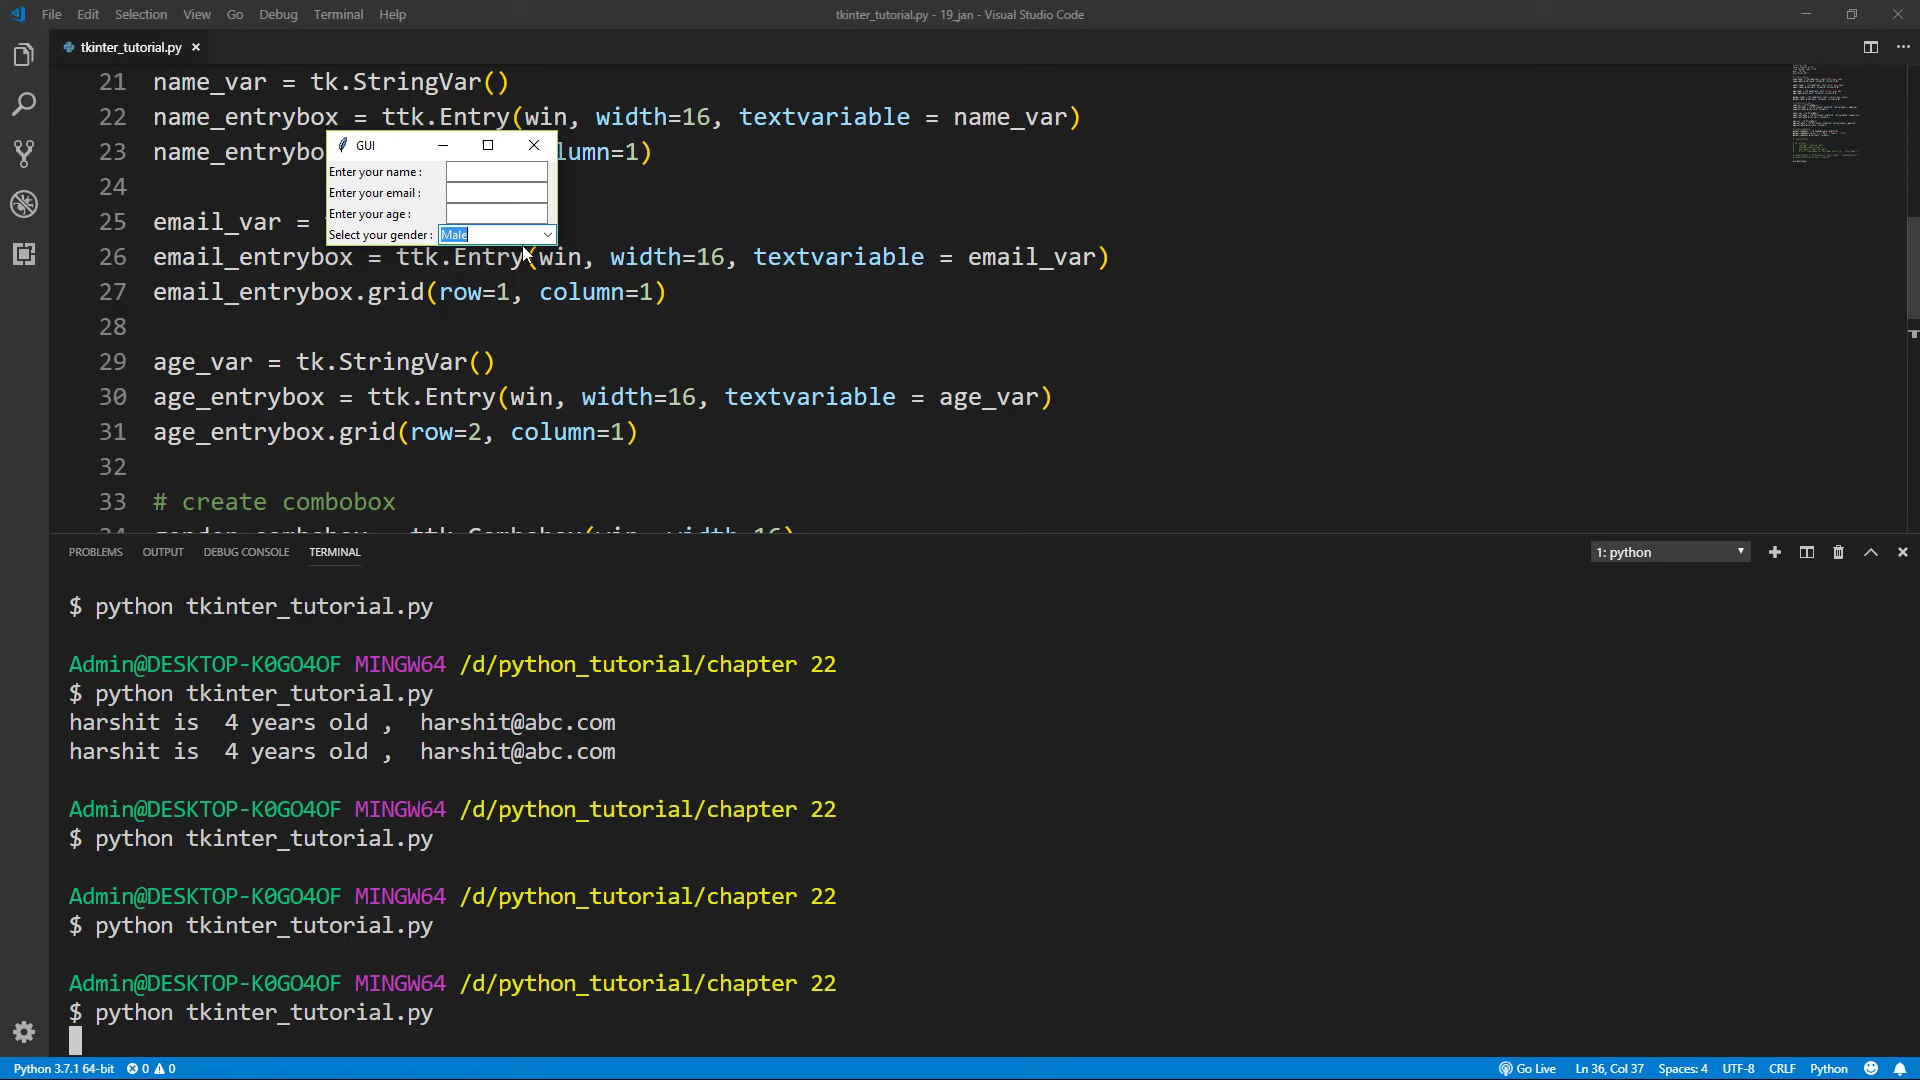 File Edit Selection View Go Debug Terminal Help
tkinter_tutorial.py - 19_jan - Visual Studio Code
tkinter_tutorial.py
21 name_var = tk.StringVar()
22 name_entrybox = ttk.Entry(win, width=16, textvariable = name_var)
23 name_entrybo lumn=1)
24
25 email_var =
26 email_entrybox = ttk.Entry(win, width=16, textvariable = email_var)
27 email_entrybox.grid(row=1, column=1)
28
29 age_var = tk.StringVar()
30 age_entrybox = ttk.Entry(win, width=16, textvariable = age_var)
31 age_entrybox.grid(row=2, column=1)
32
33 # create combobox
GUI
Enter your name :
Enter your email :
Enter your age :
Select your gender : Male
PROBLEMS OUTPUT DEBUG CONSOLE TERMINAL
1: python
$ python tkinter_tutorial.py
Admin@DESKTOP-K0GO4OF MINGW64 /d/python_tutorial/chapter 22
$ python tkinter_tutorial.py
harshit is  4 years old ,  harshit@abc.com
harshit is  4 years old ,  harshit@abc.com
Admin@DESKTOP-K0GO4OF MINGW64 /d/python_tutorial/chapter 22
$ python tkinter_tutorial.py
Admin@DESKTOP-K0GO4OF MINGW64 /d/python_tutorial/chapter 22
$ python tkinter_tutorial.py
Admin@DESKTOP-K0GO4OF MINGW64 /d/python_tutorial/chapter 22
$ python tkinter_tutorial.py
Python 3.7.1 64-bit 0 0
Go Live Ln 36, Col 37 Spaces: 4 UTF-8 CRLF Python